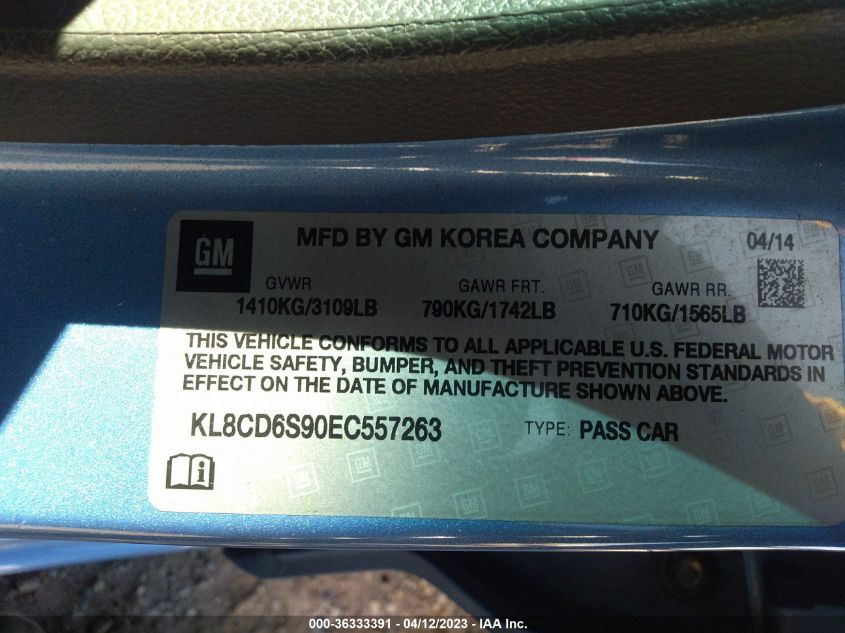 GM
MFD BY GM KOREA COMPANY
04/14
GVWR
GAWR FRT.
GAWR RR.
1410KG/3109LB
790KG/1742LB
710KG/1565LB
THIS VEHICLE CONFORMS TO ALL APPLICABLE U.S. FEDERAL MOTOR
VEHICLE SAFETY, BUMPER, AND THEFT PREVENTION STANDARDS IN
EFFECT ON THE DATE OF MANUFACTURE SHOWN ABOVE.
KL8CD6S90EC557263
TYPE: PASS CAR
000-36333391 - 04/12/2023 - IAA Inc.